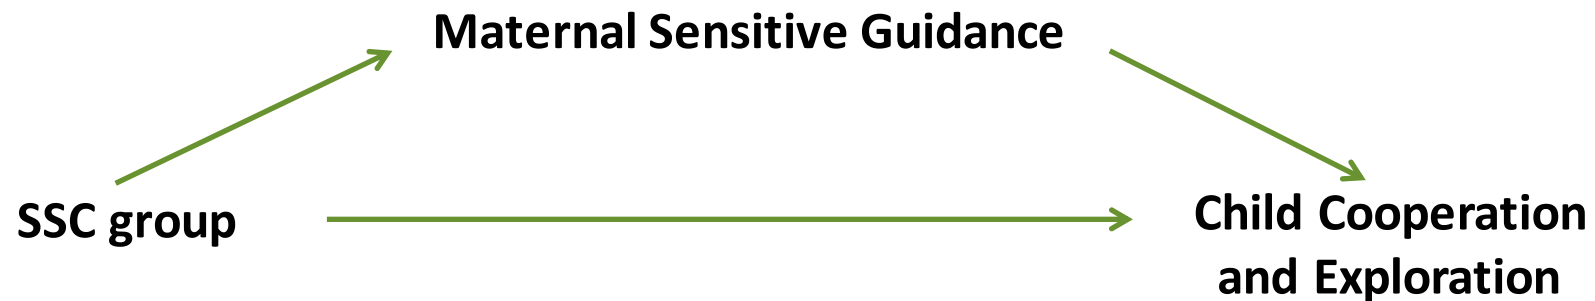 Maternal Sensitive Guidance
SSC group
Child Cooperation
and Exploration